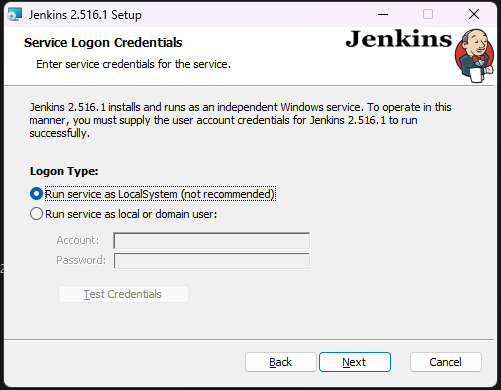 Jenkins 2.516.1 Setup
Service Logon Credentials
Jenkins
Enter service credentials for the service.
Jenkins 2.516.1 installs and runs as an independent Windows service. To operate in this
manner, you must supply the user account credentials for Jenkins 2.516.1 to run
successfully.
Logon Type:
Run service as LocalSystem (not recommended)
Run service as local or domain user:
Account:
Password:
Test Credentials
Back
Next
Cancel